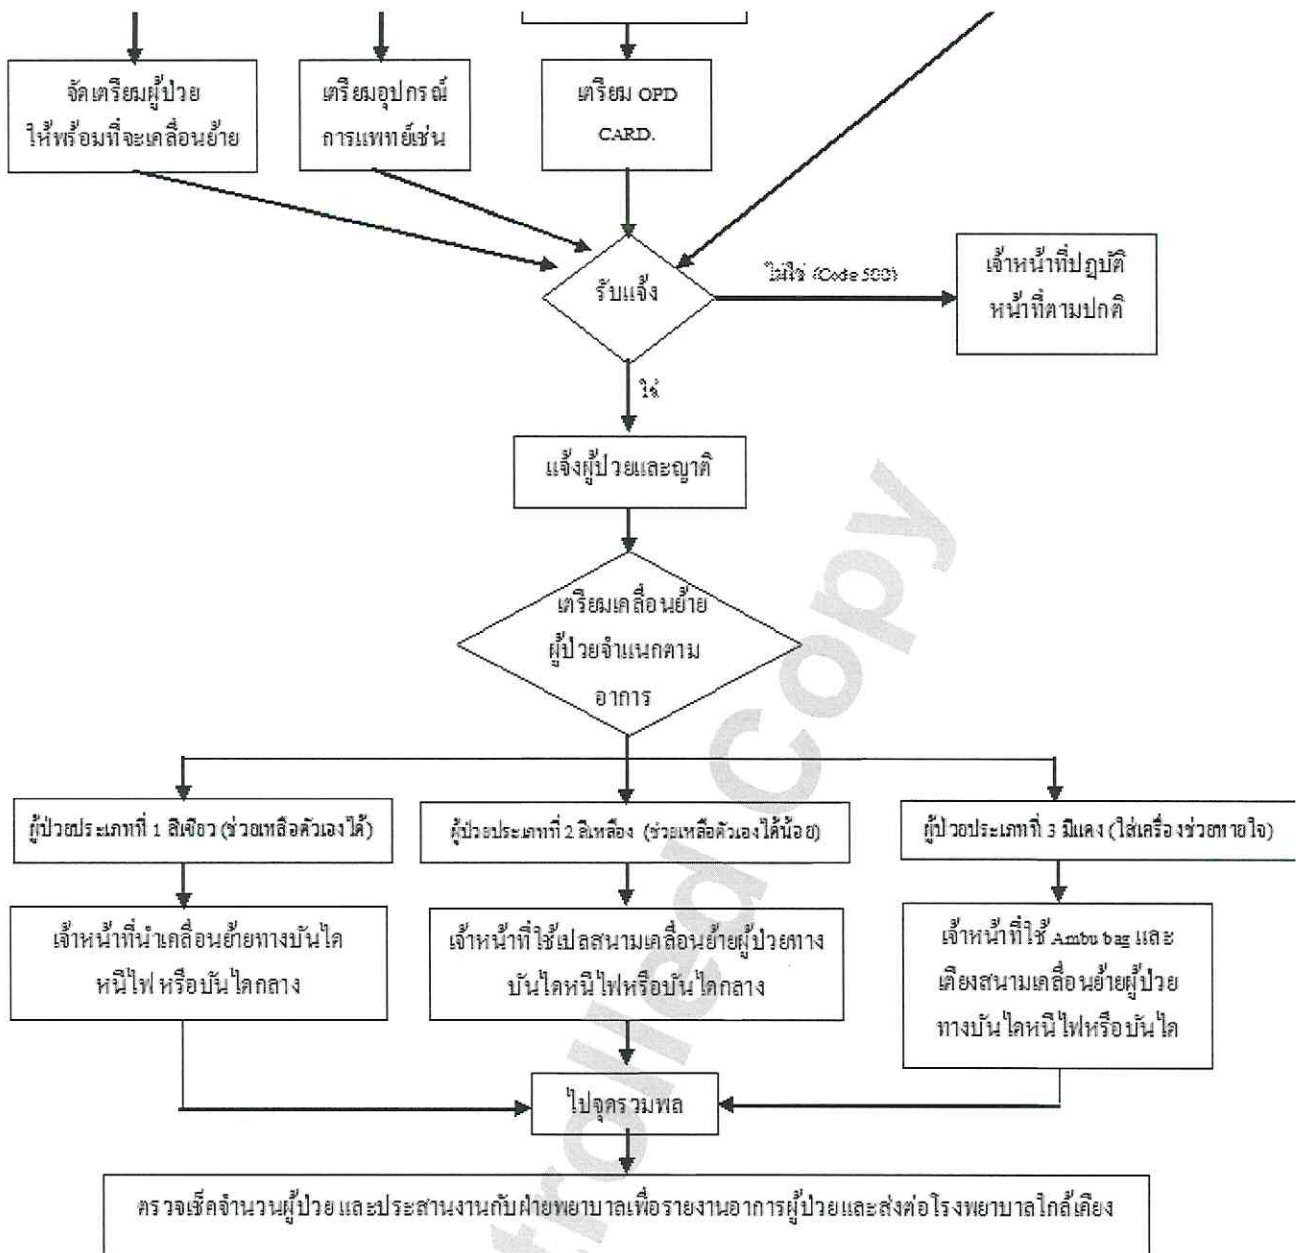 จัดเตรียมผู้ป่วย
ให้พร้อมที่จะเคลื่อนย้าย
เตรียมอุปกรณ์
การแพทย์เช่น
เตรียม OPD
CARD.
รับแจ้ง
ไม่ใช่ (Code 500)
เจ้าหน้าที่ปฏบัติ
หน้าที่ตามปกติ
ใช่
แจ้งผู้ป่วยและญาติ
เตรียมเคลื่อนย้าย
ผู้ป่วยจำแนกตาม
อาการ
ผู้ป่วยประเภทที่ 1 สีเขียว (ช่วยเหลือตัวเองได้)
ผู้ป่วยประเภทที่ 2 สีเหลือง (ช่วยเหลือตัวเองได้น้อย)
ผู้ป่วยประเภทที่ 3 มีแดง (ใส่เครื่องช่วยหายใจ)
เจ้าหน้าที่นำเคลื่อนย้ายทางบันได
หนีไฟ หรือบันไดกลาง
เจ้าหน้าที่ใช้เปลสนามเคลื่อนย้ายผู้ป่วยทาง
บันไดหนีไฟหรือบันไดกลาง
เจ้าหน้าที่ใช้ Ambu bag และ
เตียงสนามเคลื่อนย้ายผู้ป่วย
ทางบันไดหนีไฟหรือบันได
ไปจุดรวมพล
ตรวจเช็คจำนวนผู้ป่วย และประสานงานกับฝ่ายพยาบาลเพื่อรายงานอาการผู้ป่วยและส่งต่อโรงพยาบาลใกล้เคียง
trolled Copy